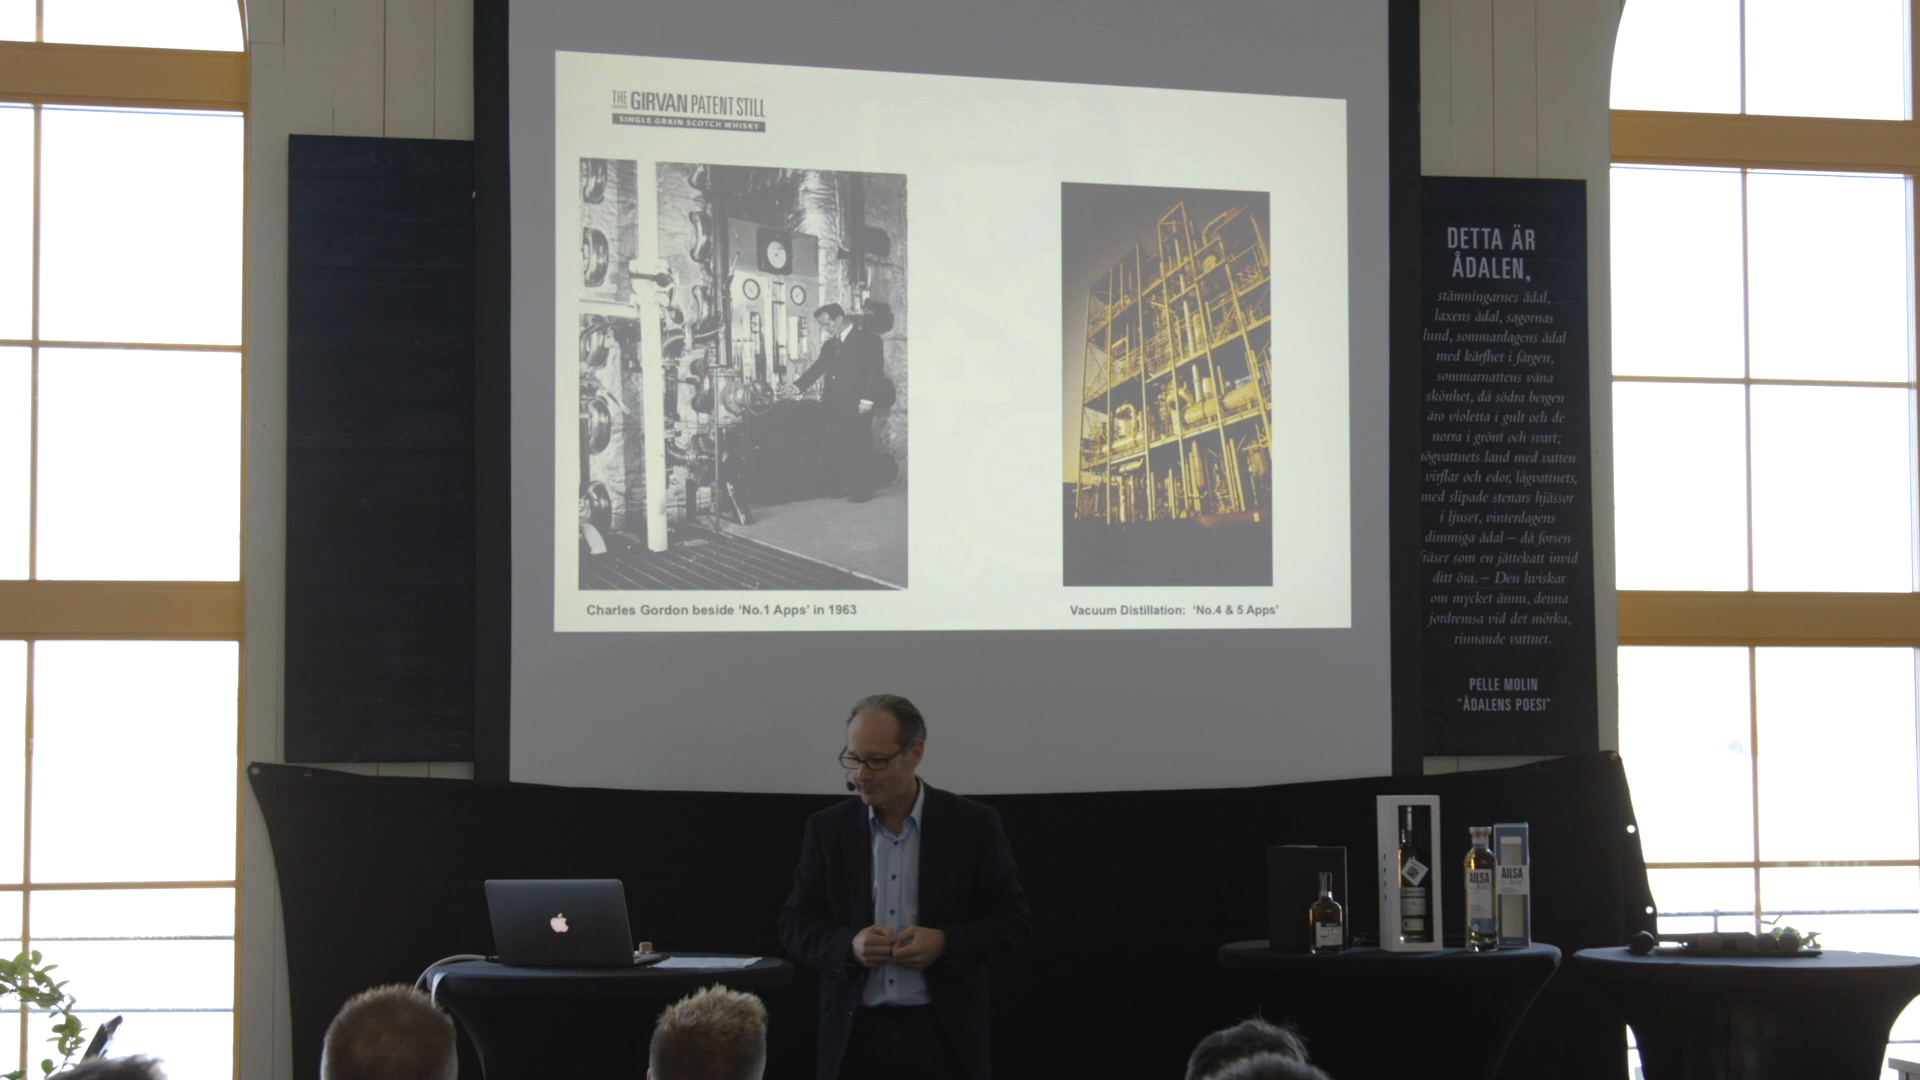 THE GIRVAN PATENT STILL
SINGLE GRAIN SCOTCH WHISKY
Charles Gordon beside ‘No.1 Apps’ in 1963
Vacuum Distillation: ‘No.4 & 5 Apps’
DETTA ÄR
ÅDALEN,
stämningarnes ådal,
laxens ådal, sagornas
lund, sommardagens ådal
med kärfhet i färgen,
sommarnattens väna
skönhet, då södra bergen
äro violetta i gult och de
norra i grönt och svart;
högvattnets land med vatten
virflar och edor, lågvattnets,
med slipade stenars hjässor
i ljuset, vinterdagens
dimmiga ådal – då forsen
fräser som en jättekatt invid
ditt öra. – Den hviskar
om mycket ännu, denna
jordremsa vid det mörka,
rinnande vattnet.
PELLE MOLIN
"ÅDALENS POESI"
AILSA
AILSA